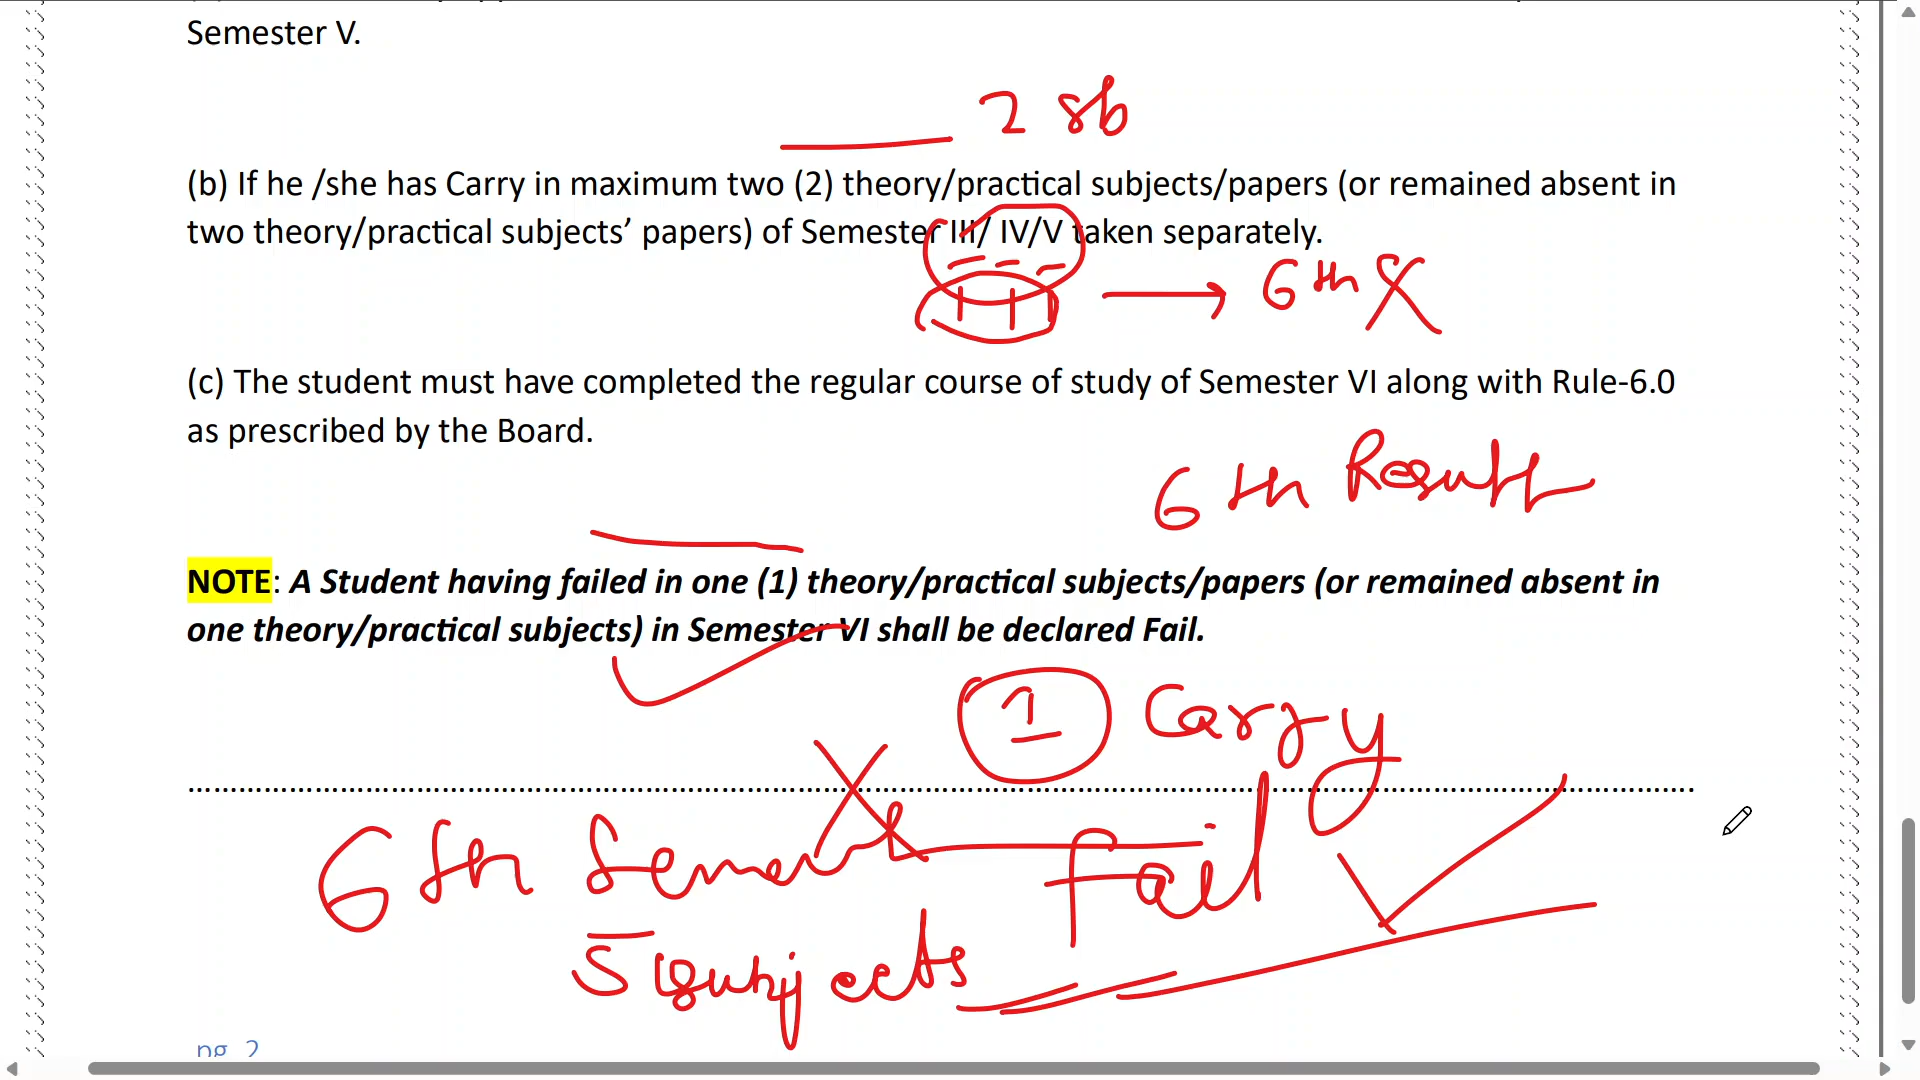 Semester V.
2 sb
(b) If he /she has Carry in maximum two (2) theory/practical subjects/papers (or remained absent in
two theory/practical subjects’ papers) of Semester III/ IV/V taken separately.
6th X
(c) The student must have completed the regular course of study of Semester VI along with Rule-6.0
as prescribed by the Board.
6th Result
NOTE: A Student having failed in one (1) theory/practical subjects/papers (or remained absent in
one theory/practical subjects) in Semester VI shall be declared Fail.
1 Carry
6th Fail
5 subjects
pg. 2